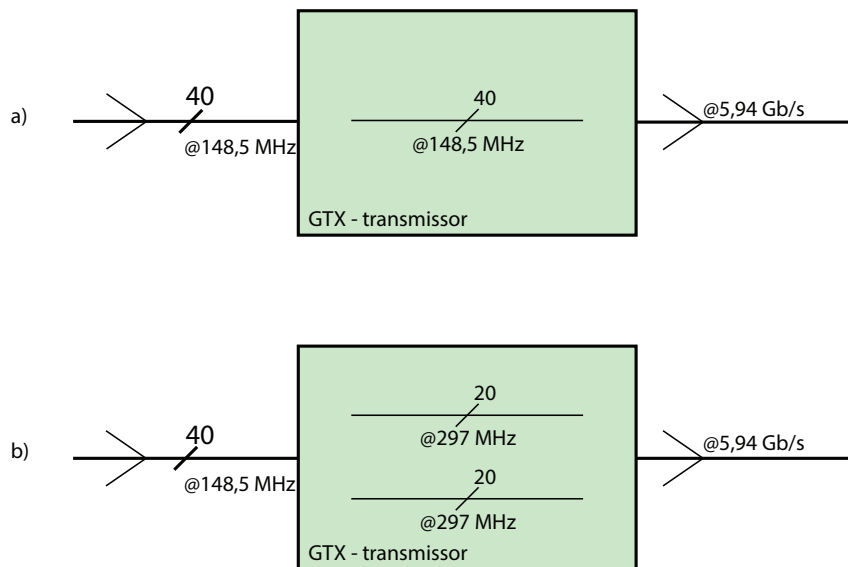 a)
40
@148,5 MHz
40
@148,5 MHz
GTX - transmissor
@5,94 Gb/s
b)
40
@148,5 MHz
20
@297 MHz
20
@297 MHz
GTX - transmissor
@5,94 Gb/s